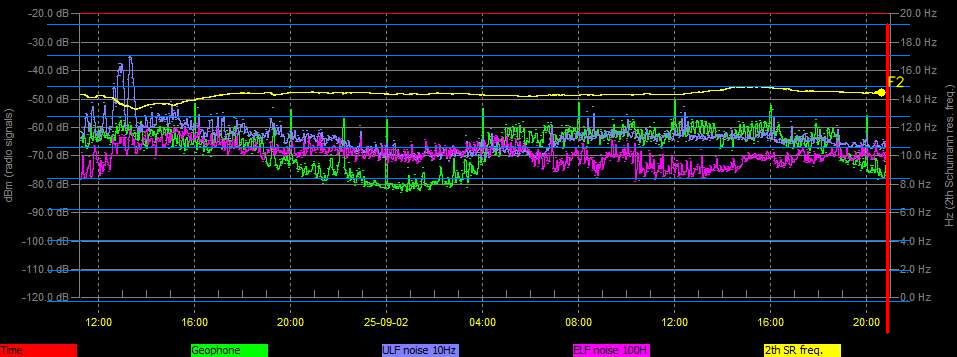 -20.0 dB 20.0 Hz
-30.0 dB 18.0 Hz
-40.0 dB 16.0 Hz
F2
-50.0 dB 14.0 Hz
-60.0 dB 12.0 Hz
-70.0 dB 10.0 Hz
-80.0 dB 8.0 Hz
-90.0 dB 6.0 Hz
-100.0 dB 4.0 Hz
-110.0 dB 2.0 Hz
-120.0 dB 0.0 Hz
dBm (radio signals)
Hz (2th Schumann res. freq.)
12:00 16:00 20:00 25-09-02 04:00 08:00 12:00 16:00 20:00
Time Geophone ULF noise 10Hz ELF noise 100H 2th SR freq.